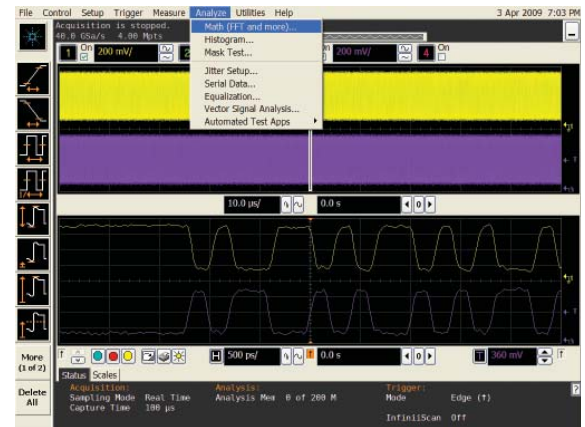 File Control Setup Trigger Measure Analyze Utilities Help 3 Apr 2009 7:03 PM
Acquisition is stopped.
40.0 GSa/s 4.00 Mpts
Math (FFT and more)...
Histogram...
Mask Test...
Jitter Setup...
Serial Data...
Equalization...
Vector Signal Analysis...
Automated Test Apps
1 On 200 mV/ 2 200 mV/ 4 On
10.0 µs/ 0.0 s 0
500 ps/ 0.0 s 0 T 360 mV
H
More
(1 of 2)
Delete
All
Status Scales
Acquisition: Analysis: Trigger:
Sampling Mode Real Time Analysis Mem 0 of 200 M Mode Edge (↑)
Capture Time 100 µs
InfiniiScan Off
?